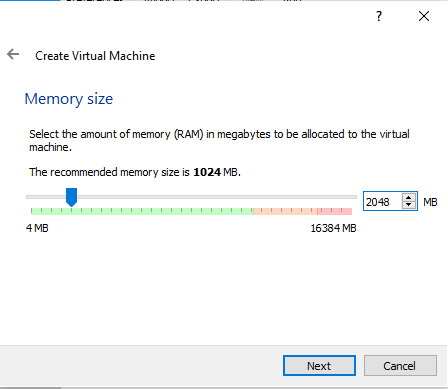 ?
Create Virtual Machine
Memory size
Select the amount of memory (RAM) in megabytes to be allocated to the virtual
machine.
The recommended memory size is 1024 MB.
2048 MB
4 MB 16384 MB
Next Cancel